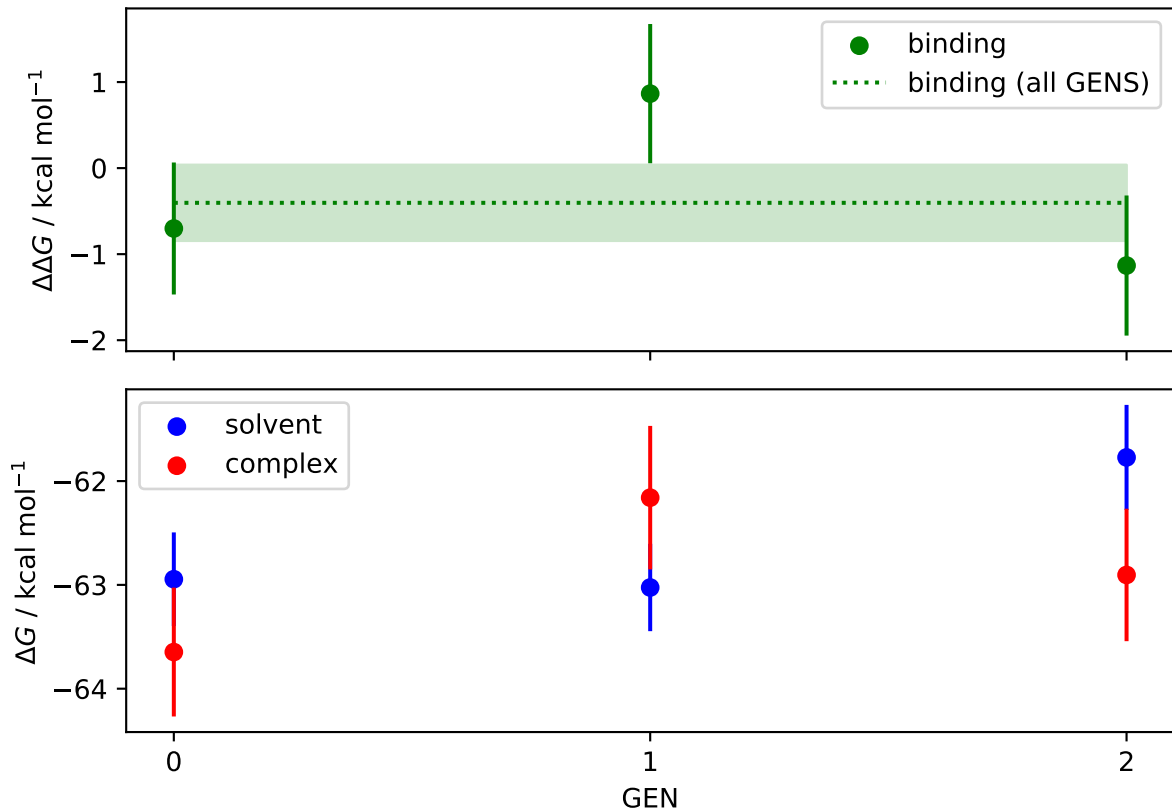 binding
binding (all GENS)
1
0
−1
−2
ΔΔG / kcal mol⁻¹
solvent
complex
−62
−63
−64
ΔG / kcal mol⁻¹
0 1 2
GEN